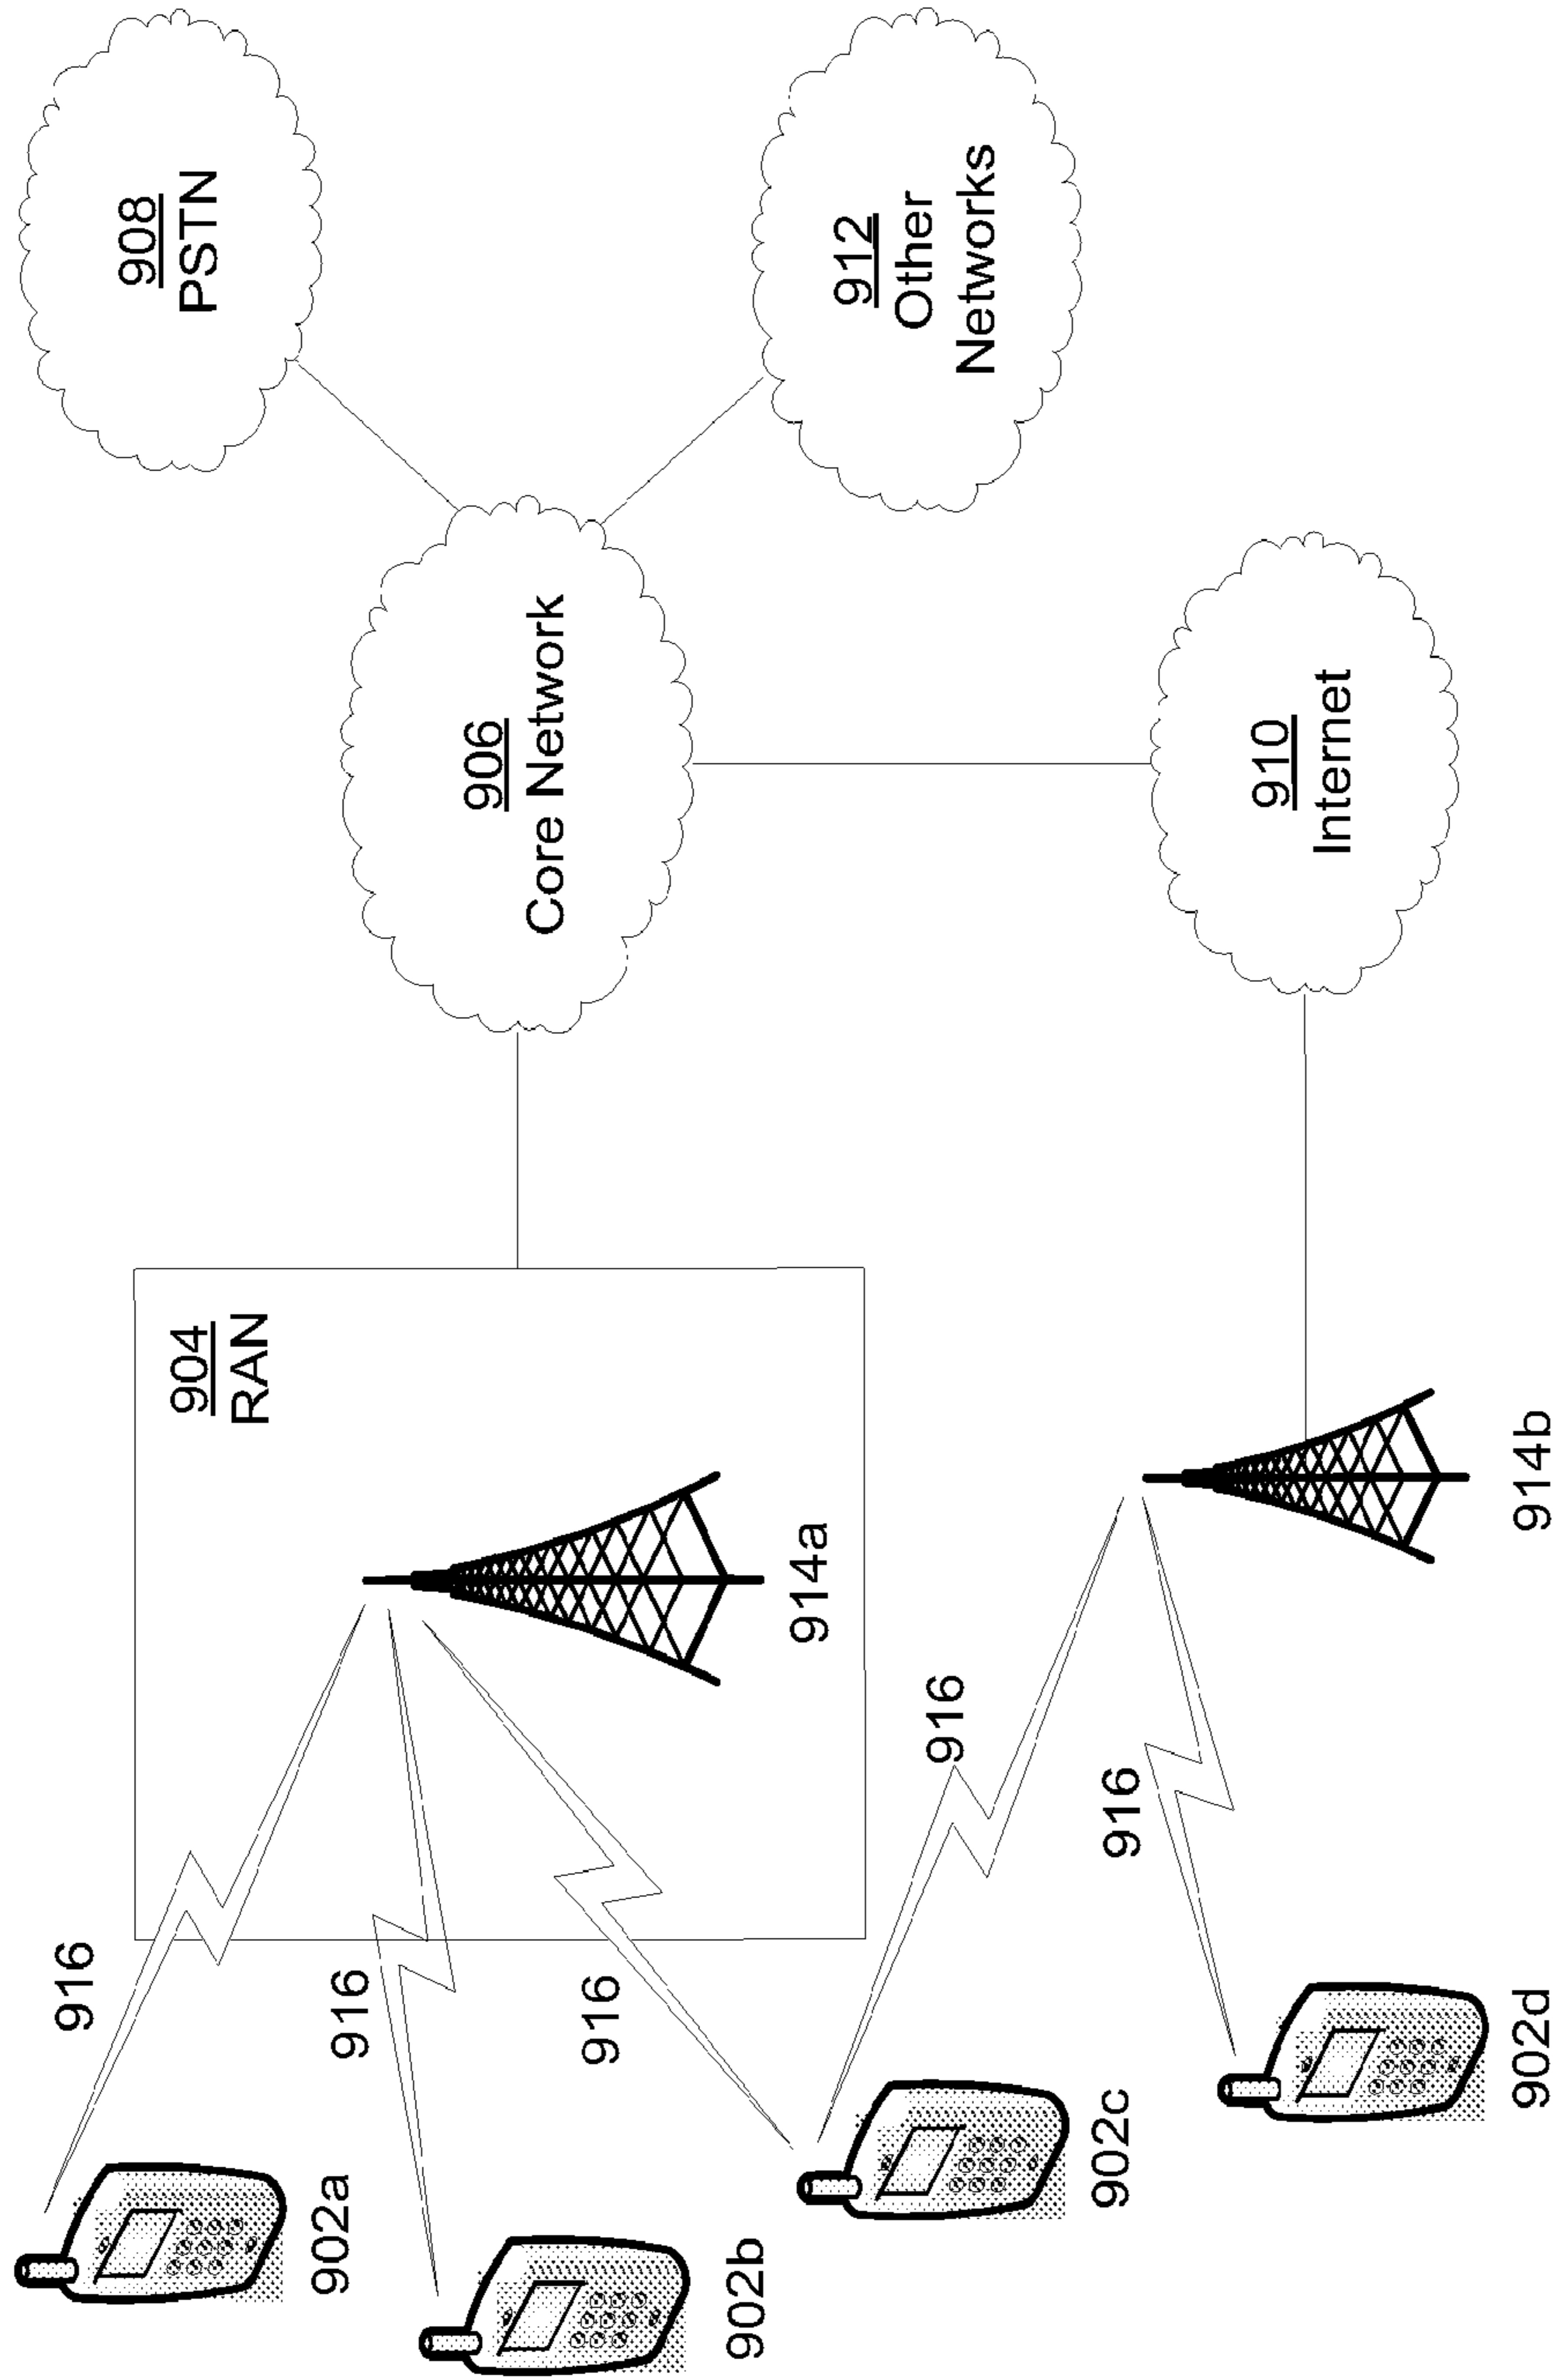 902a
916
902b
916
916
902c
916
902d
916
904
RAN
914a
914b
906
Core Network
908
PSTN
912
Other
Networks
910
Internet